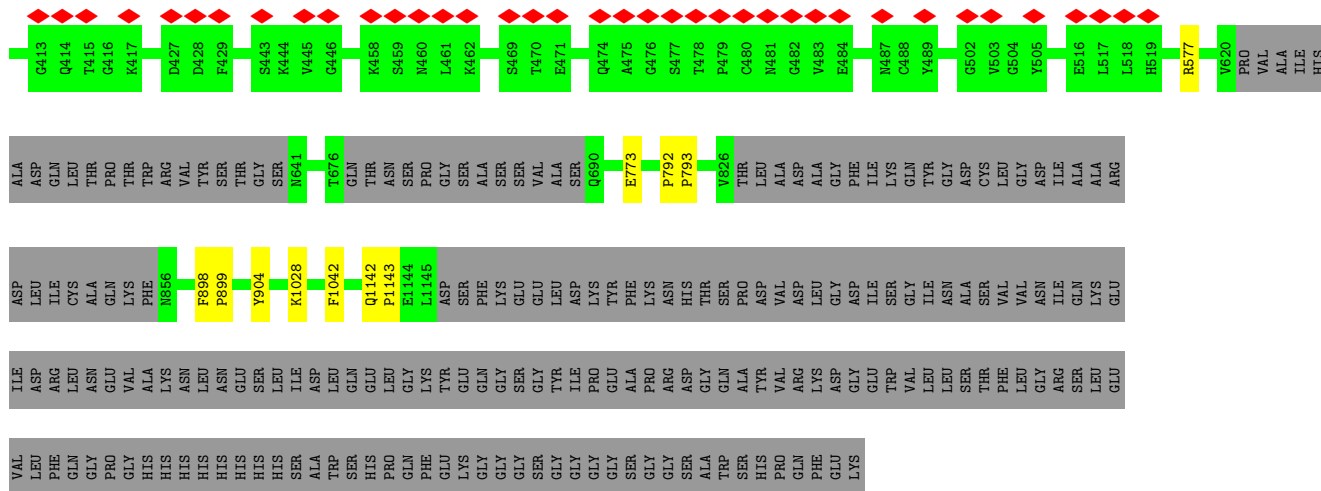 G413 Q414 T415 G416 K417 D427 D428 F429 S443 K444 V445 G446 K458 S459 N460 L461 K462 S469 T470 E471 Q474 A475 G476 S477 T478 P479 C480 N481 G482 V483 E484 N487 C488 Y489 G502 V503 G504 Y505 E516 L517 L518 H519 R577 V620 PRO VAL ALA ILE HIS
ALA ASP GLN LEU THR PRO THR TRP ARG VAL TYR SER THR GLY SER N641 T676 GLN THR ASN SER PRO GLY SER ALA SER SER VAL ALA SER Q690 E773 P792 P793 V826 THR LEU ALA ASP ALA GLY PHE ILE LYS GLN TYR GLY ASP CYS LEU GLY ASP ILE ALA ALA ARG
ASP LEU ILE CYS ALA GLN LYS PHE N856 F898 P899 Y904 K1028 F1042 Q1142 P1143 E1144 L1145 ASP SER PHE LYS GLU GLU LEU ASP LYS TYR PHE LYS ASN HIS THR SER PRO ASP VAL ASP LEU GLY ASP ILE SER GLY ILE ASN ALA SER VAL VAL ASN ILE GLN LYS GLU
ILE ASP ARG LEU ASN GLU VAL ALA LYS ASN LEU ASN GLU SER LEU ILE ASP LEU GLN GLU LEU GLY LYS TYR GLU GLN GLY SER GLY TYR ILE PRO GLU ALA PRO ARG ASP GLY GLN ALA TYR VAL ARG LYS ASP GLY GLU TRP VAL LEU LEU SER THR PHE LEU GLY ARG SER LEU GLU
VAL LEU PHE GLN GLY PRO GLY HIS HIS HIS HIS HIS HIS HIS HIS SER ALA TRP SER HIS PRO GLN PHE GLU LYS GLY GLY GLY SER GLY GLY GLY GLY SER GLY GLY SER ALA TRP SER HIS PRO GLN PHE GLU LYS